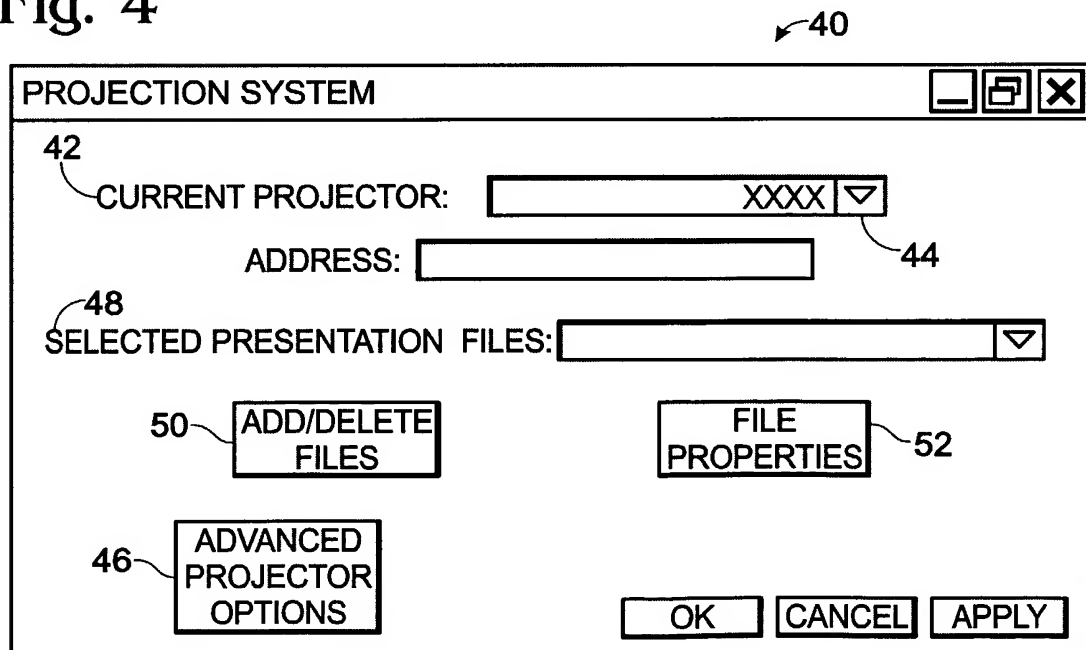 Fig. 4
40
PROJECTION SYSTEM
42
CURRENT PROJECTOR: XXXX
44
ADDRESS:
48
SELECTED PRESENTATION FILES:
50 ADD/DELETE FILES
FILE PROPERTIES 52
46 ADVANCED PROJECTOR OPTIONS
OK CANCEL APPLY